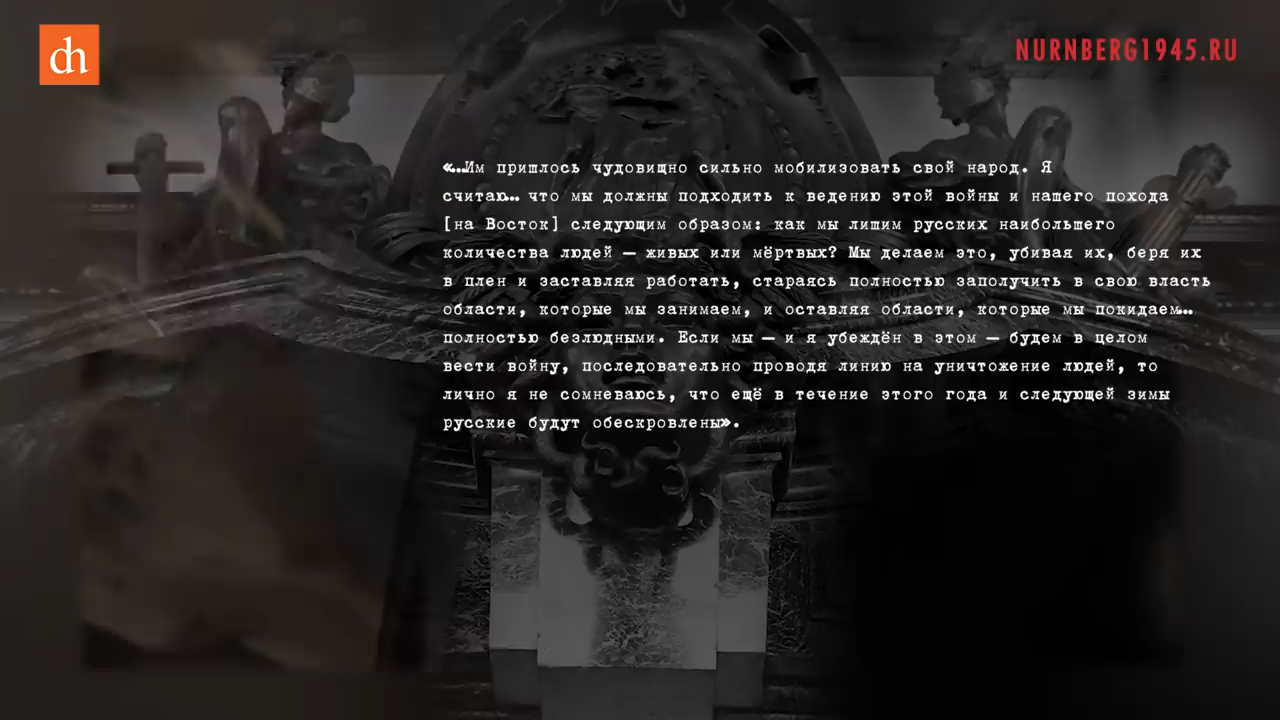 dh
NURNBERG1945.RU
«…Им пришлось чудовищно сильно мобилизовать свой народ. Я
считаю… что мы должны подходить к ведению этой войны и нашего похода
[на Восток] следующим образом: как мы лишим русских наибольшего
количества людей — живых или мёртвых? Мы делаем это, убивая их, беря их
в плен и заставляя работать, стараясь полностью заполучить в свою власть
области, которые мы занимаем, и оставляя области, которые мы покидаем…
полностью безлюдными. Если мы — и я убеждён в этом — будем в целом
вести войну, последовательно проводя линию на уничтожение людей, то
лично я не сомневаюсь, что ещё в течение этого года и следующей зимы
русские будут обескровлены».